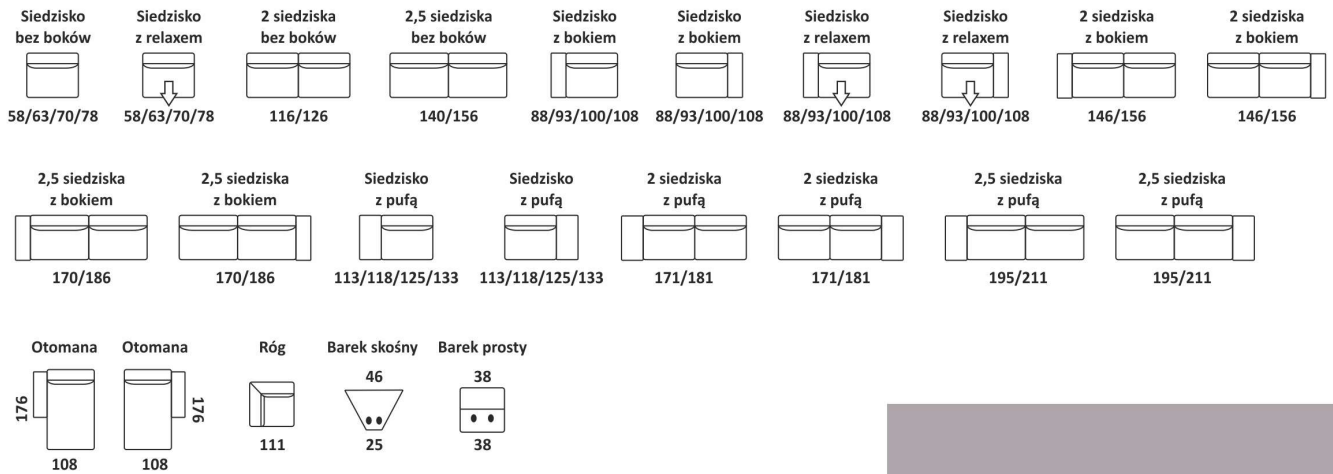 Siedzisko bez boków
58/63/70/78
Siedzisko z relaxem
58/63/70/78
2 siedziska bez boków
116/126
2,5 siedziska bez boków
140/156
Siedzisko z bokiem
88/93/100/108
Siedzisko z bokiem
88/93/100/108
Siedzisko z relaxem
88/93/100/108
Siedzisko z relaxem
88/93/100/108
2 siedziska z bokiem
146/156
2 siedziska z bokiem
146/156
2,5 siedziska z bokiem
170/186
2,5 siedziska z bokiem
170/186
Siedzisko z pufą
113/118/125/133
Siedzisko z pufą
113/118/125/133
2 siedziska z pufą
171/181
2 siedziska z pufą
171/181
2,5 siedziska z pufą
195/211
2,5 siedziska z pufą
195/211
Otomana
176
108
Otomana
176
108
Róg
111
Barek skośny
46
25
Barek prosty
38
38